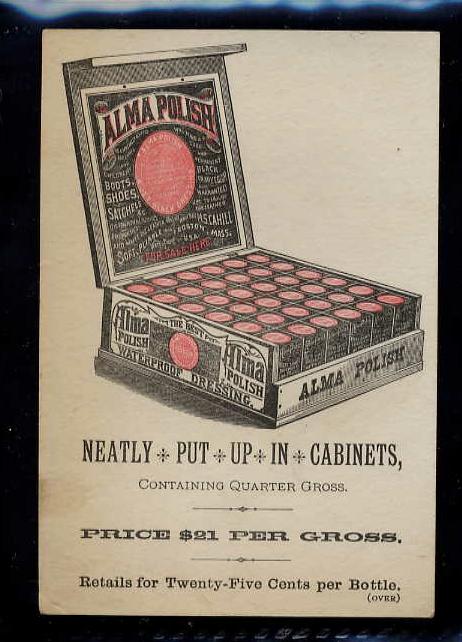 ALMA POLISH
BOOTS,
SHOES,
SATCHELS
H.S. CAHILL
BOSTON, MASS.
U.S.A.
FOR SALE HERE.
Alma POLISH
THE BEST
Alma POLISH
WATERPROOF DRESSING.
ALMA POLISH
NEATLY PUT UP IN CABINETS,
CONTAINING QUARTER GROSS.
PRICE $21 PER GROSS.
Retails for Twenty-Five Cents per Bottle.
(OVER)